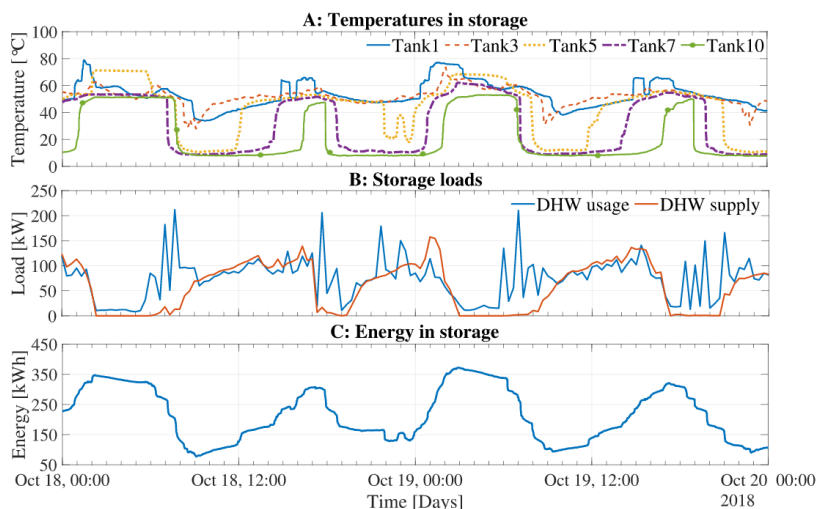 A: Temperatures in storage
Temperature [°C]
100
80
60
40
20
0
Tank1 Tank3 Tank5 Tank7 Tank10
B: Storage loads
Load [kW]
250
200
150
100
50
0
DHW usage DHW supply
C: Energy in storage
Energy [kWh]
450
350
250
150
50
Oct 18, 00:00 Oct 18, 12:00 Oct 19, 00:00 Oct 19, 12:00 Oct 20, 00:00
Time [Days]
2018